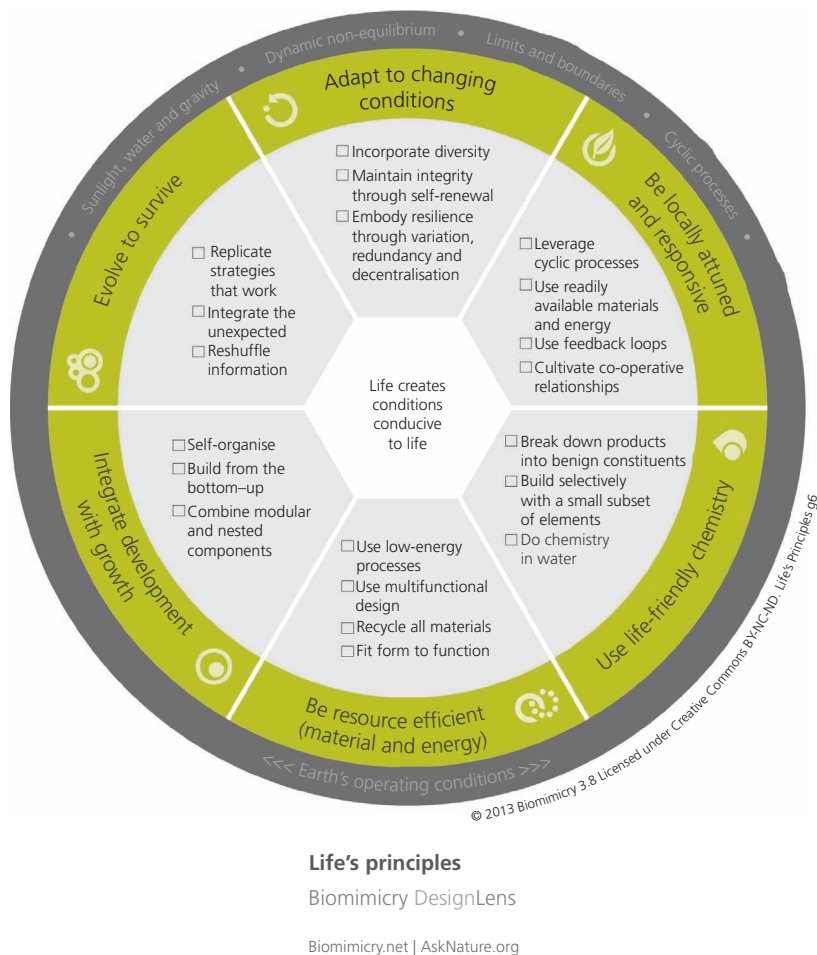 Sunlight, water and gravity • Dynamic non-equilibrium • Limits and boundaries • Cyclic processes •
Adapt to changing
conditions
☐ Incorporate diversity
☐ Maintain integrity
through self-renewal
☐ Embody resilience
through variation,
redundancy and
decentralisation
Be locally attuned
and responsive
☐ Leverage
cyclic processes
☐ Use readily
available materials
and energy
☐ Use feedback loops
☐ Cultivate co-operative
relationships
Use life-friendly chemistry
☐ Break down products
into benign constituents
☐ Build selectively
with a small subset
of elements
☐ Do chemistry
in water
Be resource efficient
(material and energy)
☐ Use low-energy
processes
☐ Use multifunctional
design
☐ Recycle all materials
☐ Fit form to function
Integrate development
with growth
☐ Self-organise
☐ Build from the
bottom–up
☐ Combine modular
and nested
components
Evolve to survive
☐ Replicate
strategies
that work
☐ Integrate the
unexpected
☐ Reshuffle
information
Life creates
conditions
conducive
to life
<<< Earth's operating conditions >>>
© 2013 Biomimicry 3.8 Licensed under Creative Commons BY-NC-ND. Life's Principles g6
Life's principles
Biomimicry DesignLens
Biomimicry.net | AskNature.org